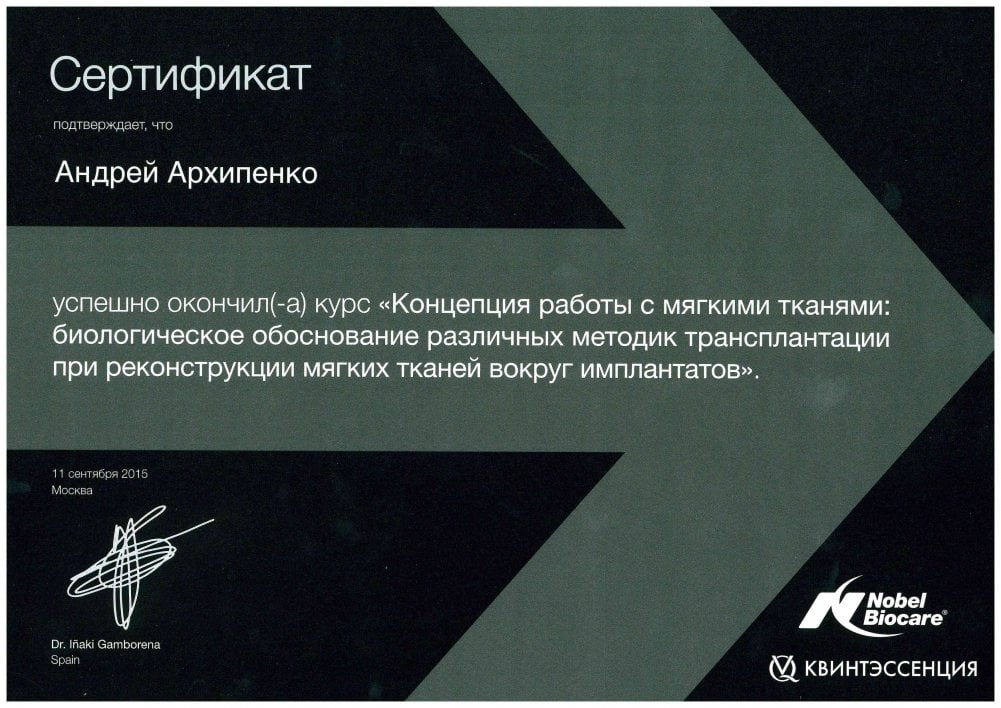 Сертификат
подтверждает, что
Андрей Архипенко
успешно окончил(-а) курс «Концепция работы с мягкими тканями:
биологическое обоснование различных методик трансплантации
при реконструкции мягких тканей вокруг имплантатов».
11 сентября 2015
Москва
Dr. Iñaki Gamborena
Spain
Nobel
Biocare®
КВИНТЭССЕНЦИЯ